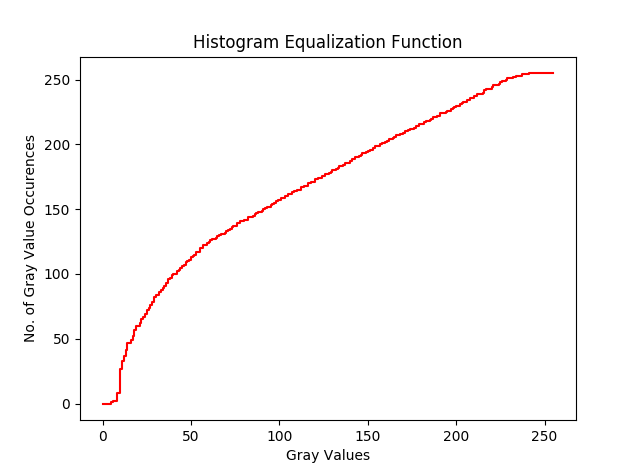 Histogram Equalization Function
No. of Gray Value Occurences
250
200
150
100
50
0
0 50 100 150 200 250
Gray Values